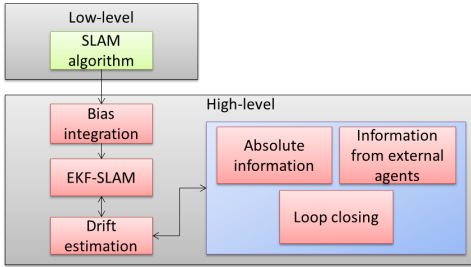 Low-level
SLAM
algorithm
High-level
Bias
integration
EKF-SLAM
Drift
estimation
Absolute
information
Information
from external
agents
Loop closing